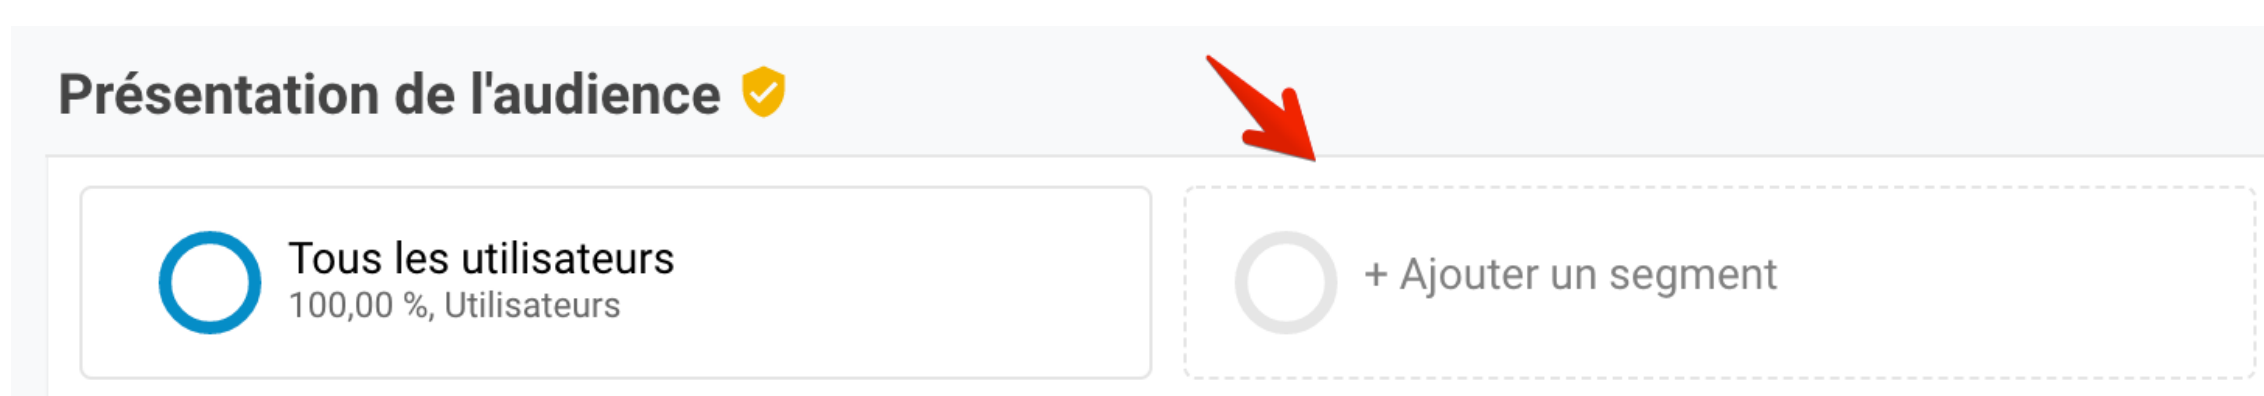 Présentation de l'audience
Tous les utilisateurs
100,00 %, Utilisateurs
+ Ajouter un segment